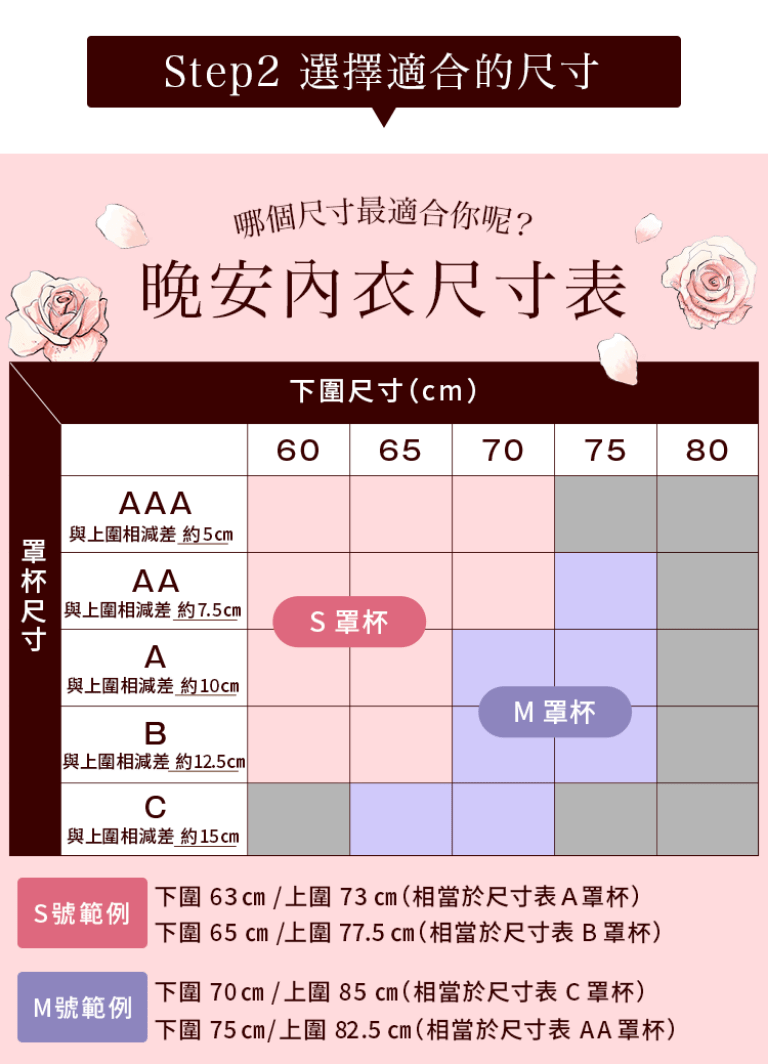 Step2 選擇適合的尺寸
哪個尺寸最適合你呢?
晚安內衣尺寸表
下圍尺寸(cm)
60 65 70 75 80
罩杯尺寸
AAA
與上圍相減差 約5cm
AA
與上圍相減差 約7.5cm
S 罩杯
A
與上圍相減差 約10cm
M 罩杯
B
與上圍相減差 約12.5cm
C
與上圍相減差 約15cm
S號範例
下圍 63㎝ /上圍 73 ㎝(相當於尺寸表A罩杯)
下圍 65 ㎝ /上圍 77.5 ㎝(相當於尺寸表 B 罩杯)
M號範例
下圍 70㎝ /上圍 85 ㎝(相當於尺寸表 C 罩杯)
下圍 75㎝/上圍 82.5 ㎝(相當於尺寸表 AA 罩杯)